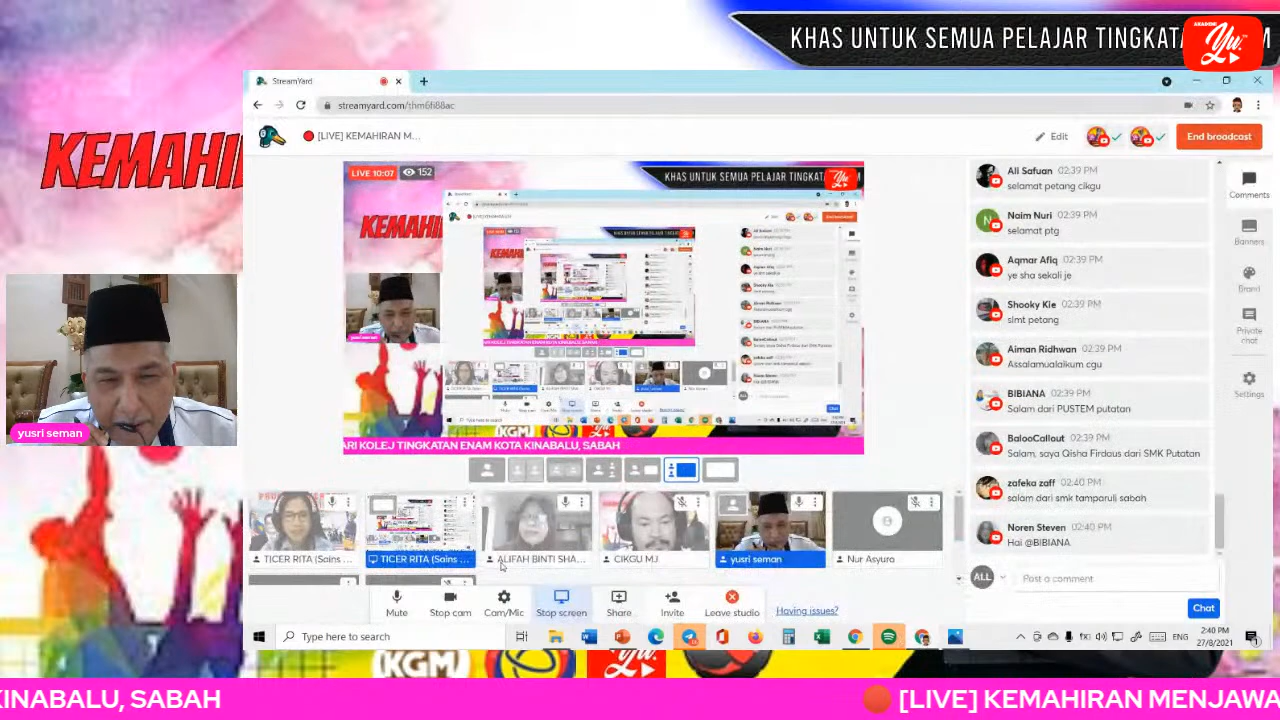 KHAS UNTUK SEMUA PELAJAR TINGKATA
AKADEMI
Yu.
M
StreamYard
streamyard.com/thm6fi88ac
[LIVE] KEMAHIRAN M...
Edit
End broadcast
KEMAHI
LIVE 10:07
152
KHAS UNTUK SEMUA PELAJAR TINGKATA
ARI KOLEJ TINGKATAN ENAM KOTA KINABALU, SABAH
Ali Safuan 02:39 PM
selamat petang cikgu
Naim Nuri 02:39 PM
selamat ptg
Aqmar Afiq 02:39 PM
ye sha sekali je
Shooky Kie 02:39 PM
slmt petang
Aiman Ridhwan 02:39 PM
Assalamualaikum cgu
BIBIANA 02:39 PM
Salam dari PUSTEM putatan
BalorCallout 02:39 PM
Salam, saya Qisha Firdaus dari SMK Putatan
zafeka zaff 02:40 PM
salam dari smk tamparuli sabah
Noren Steven 02:40 PM
Hai @BIBIANA
Comments
Banners
Brand
Private
chat
Settings
yusri seman
TICER RITA (Sains ...
TICER RITA (Sains ...
ALIFAH BINTI SHA...
CIKGU MJ
yusri seman
Nur Asyura
ALL
Post a comment
Chat
Mute
Stop cam
Cam/Mic
Stop screen
Share
Invite
Leave studio
Having issues?
Type here to search
ENG
2:40 PM
27/8/2021
(KGM)
KINABALU, SABAH
[LIVE] KEMAHIRAN MENJAWA